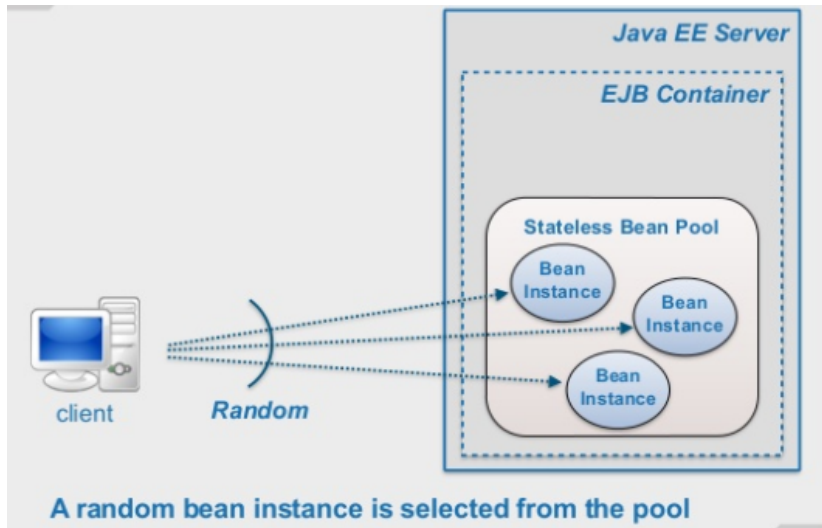 Java EE Server
EJB Container
Stateless Bean Pool
Bean
Instance
Bean
Instance
Bean
Instance
client
Random
A random bean instance is selected from the pool